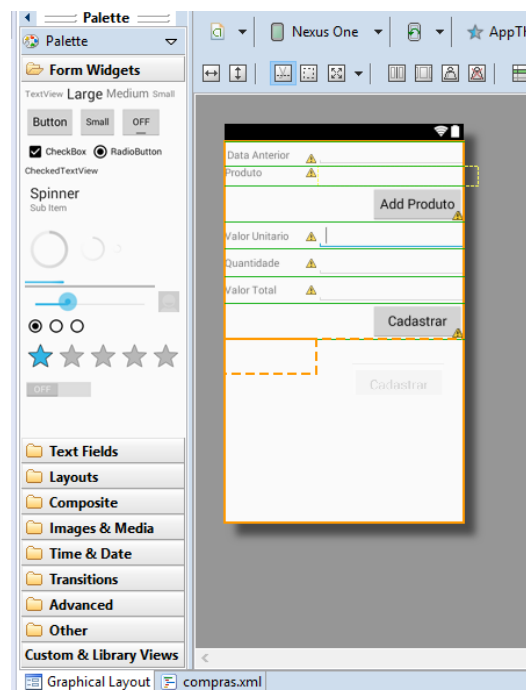 Palette
Palette
Nexus One
AppTh
Form Widgets
TextView Large Medium Small
Button Small OFF
CheckBox RadioButton
CheckedTextView
Spinner
Sub Item
OFF
Text Fields
Layouts
Composite
Images & Media
Time & Date
Transitions
Advanced
Other
Custom & Library Views
Data Anterior
Produto
Add Produto
Valor Unitario
Quantidade
Valor Total
Cadastrar
Cadastrar
Graphical Layout
compras.xml